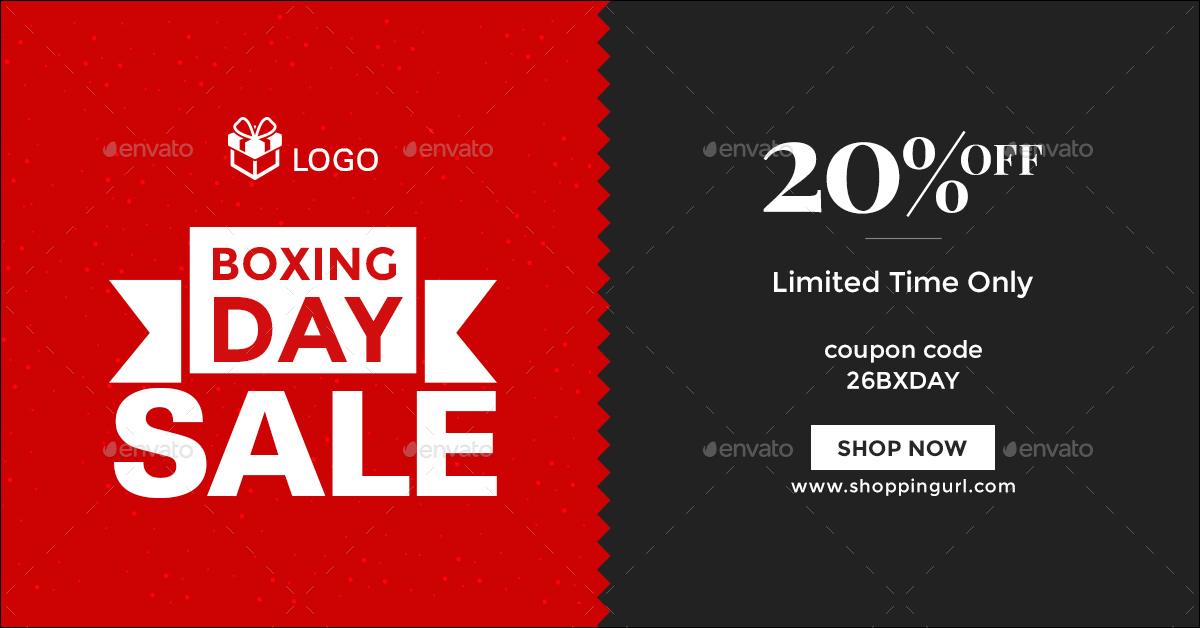 LOGO
BOXING
DAY
SALE
20% OFF
Limited Time Only
coupon code
26BXDAY
SHOP NOW
www.shoppingurl.com
envato
envato
envato
envato
envato
envato
envato
envato